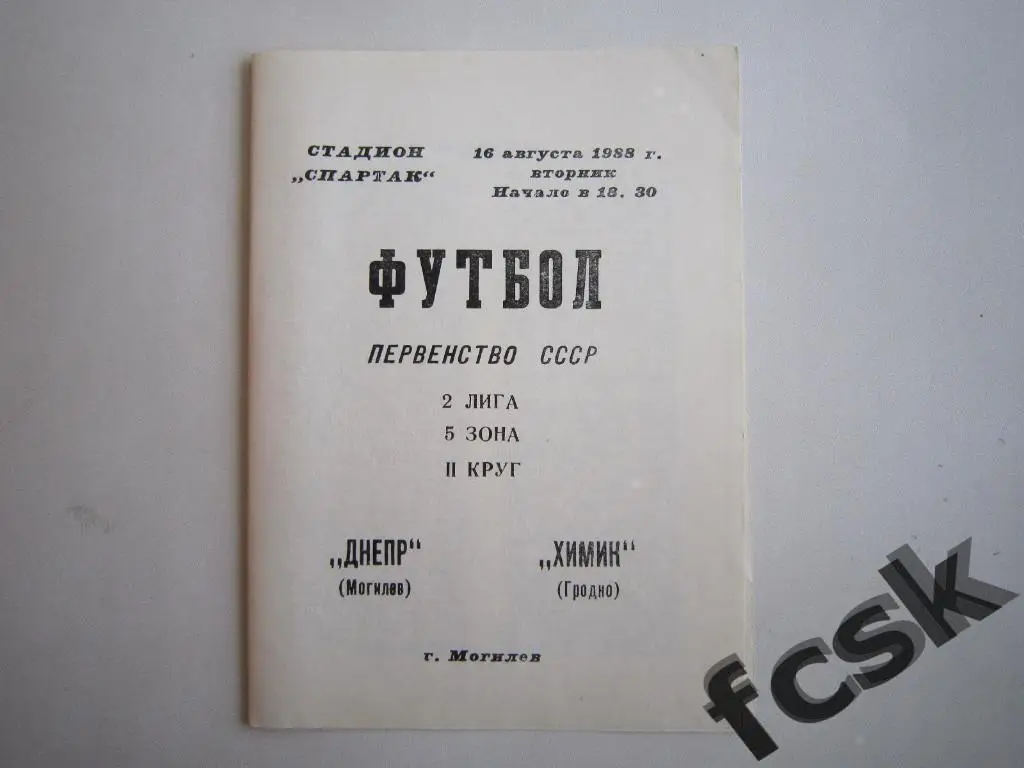 СТАДИОН
„СПАРТАК“
16 августа 1988 г.
вторник
Начало в 18. 30
ФУТБОЛ
ПЕРВЕНСТВО СССР
2 ЛИГА
5 ЗОНА
II КРУГ
„ДНЕПР“
(Могилев)
„ХИМИК“
(Гродно)
г. Могилев
fcsk